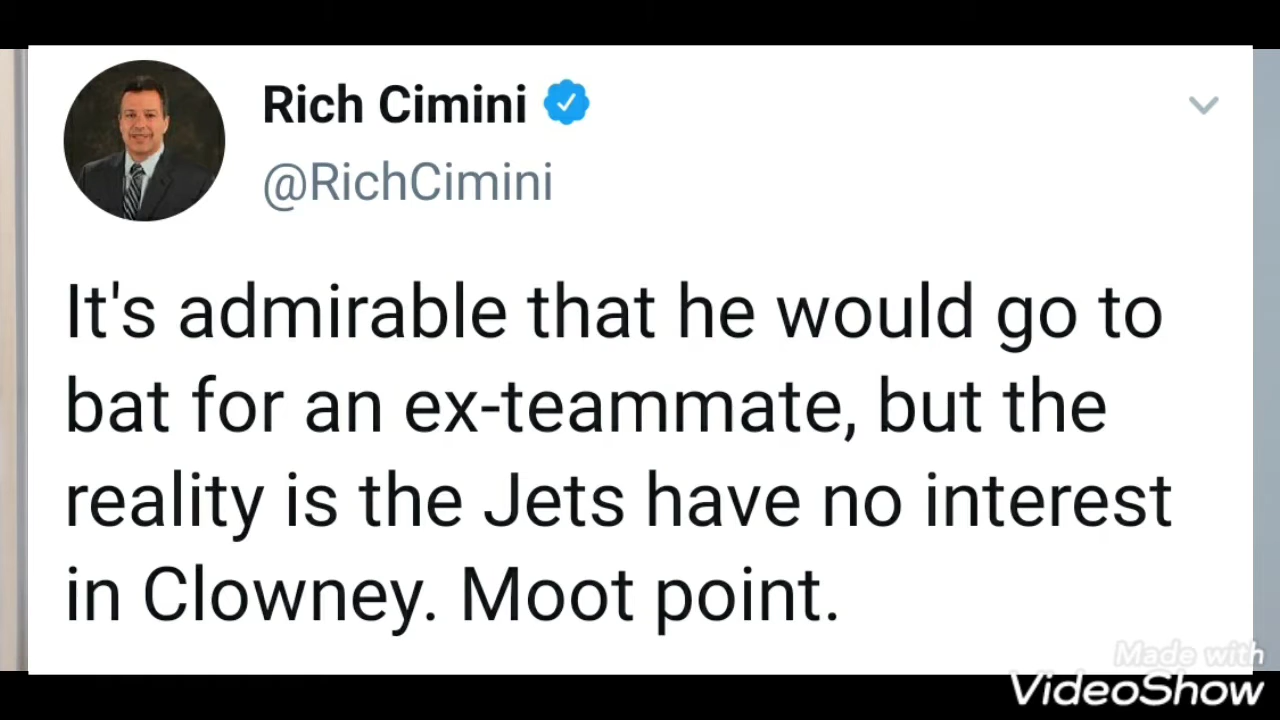 Rich Cimini
@RichCimini
It's admirable that he would go to
bat for an ex-teammate, but the
reality is the Jets have no interest
in Clowney. Moot point.
Made with
VideoShow